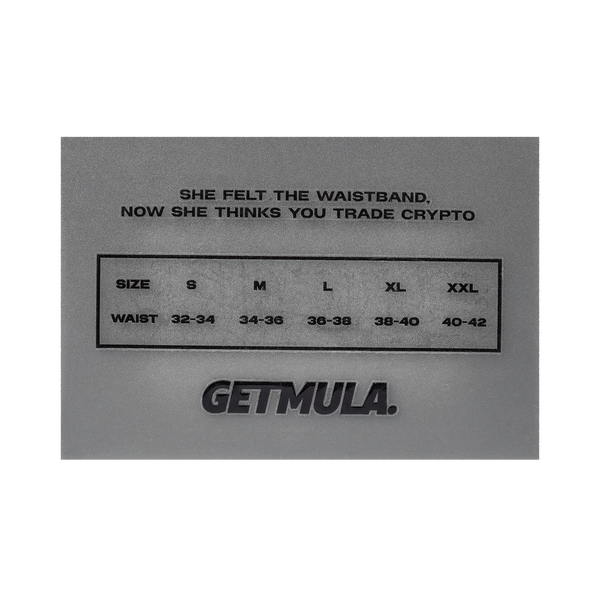 SHE FELT THE WAISTBAND,
NOW SHE THINKS YOU TRADE CRYPTO
SIZE S M L XL XXL
WAIST 32-34 34-36 36-38 38-40 40-42
GETMULA.